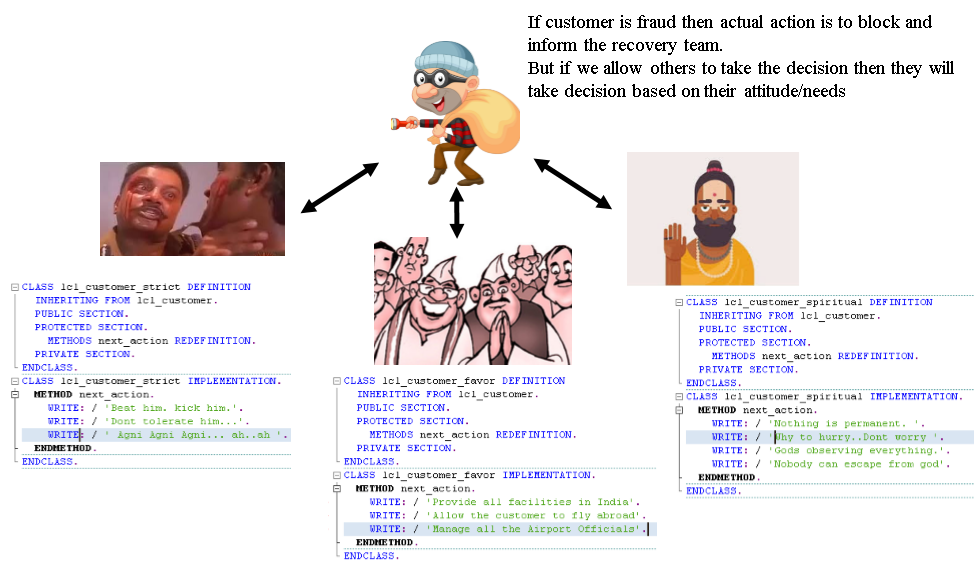 If customer is fraud then actual action is to block and
inform the recovery team.
But if we allow others to take the decision then they will
take decision based on their attitude/needs
CLASS lcl_customer_strict DEFINITION
INHERITING FROM lcl_customer.
PUBLIC SECTION.
PROTECTED SECTION.
METHODS next_action REDEFINITION.
PRIVATE SECTION.
ENDCLASS.
CLASS lcl_customer_strict IMPLEMENTATION.
METHOD next_action.
WRITE: / 'Beat him. kick him.'.
WRITE: / 'Dont tolerate him...'.
WRITE: / ' Agni Agni Agni... ah..ah '.
ENDMETHOD.
ENDCLASS.
CLASS lcl_customer_favor DEFINITION
INHERITING FROM lcl_customer.
PUBLIC SECTION.
PROTECTED SECTION.
METHODS next_action REDEFINITION.
PRIVATE SECTION.
ENDCLASS.
CLASS lcl_customer_favor IMPLEMENTATION.
METHOD next_action.
WRITE: / 'Provide all facilities in India'.
WRITE: / 'Allow the customer to fly abroad'.
WRITE: / 'Manage all the Airport Officials'.
ENDMETHOD.
ENDCLASS.
CLASS lcl_customer_spiritual DEFINITION
INHERITING FROM lcl_customer.
PUBLIC SECTION.
PROTECTED SECTION.
METHODS next_action REDEFINITION.
PRIVATE SECTION.
ENDCLASS.
CLASS lcl_customer_spiritual IMPLEMENTATION.
METHOD next_action.
WRITE: / 'Nothing is permanent. '.
WRITE: / 'Why to hurry..Dont worry '.
WRITE: / 'Gods observing everything.'.
WRITE: / 'Nobody can escape from god'.
ENDMETHOD.
ENDCLASS.